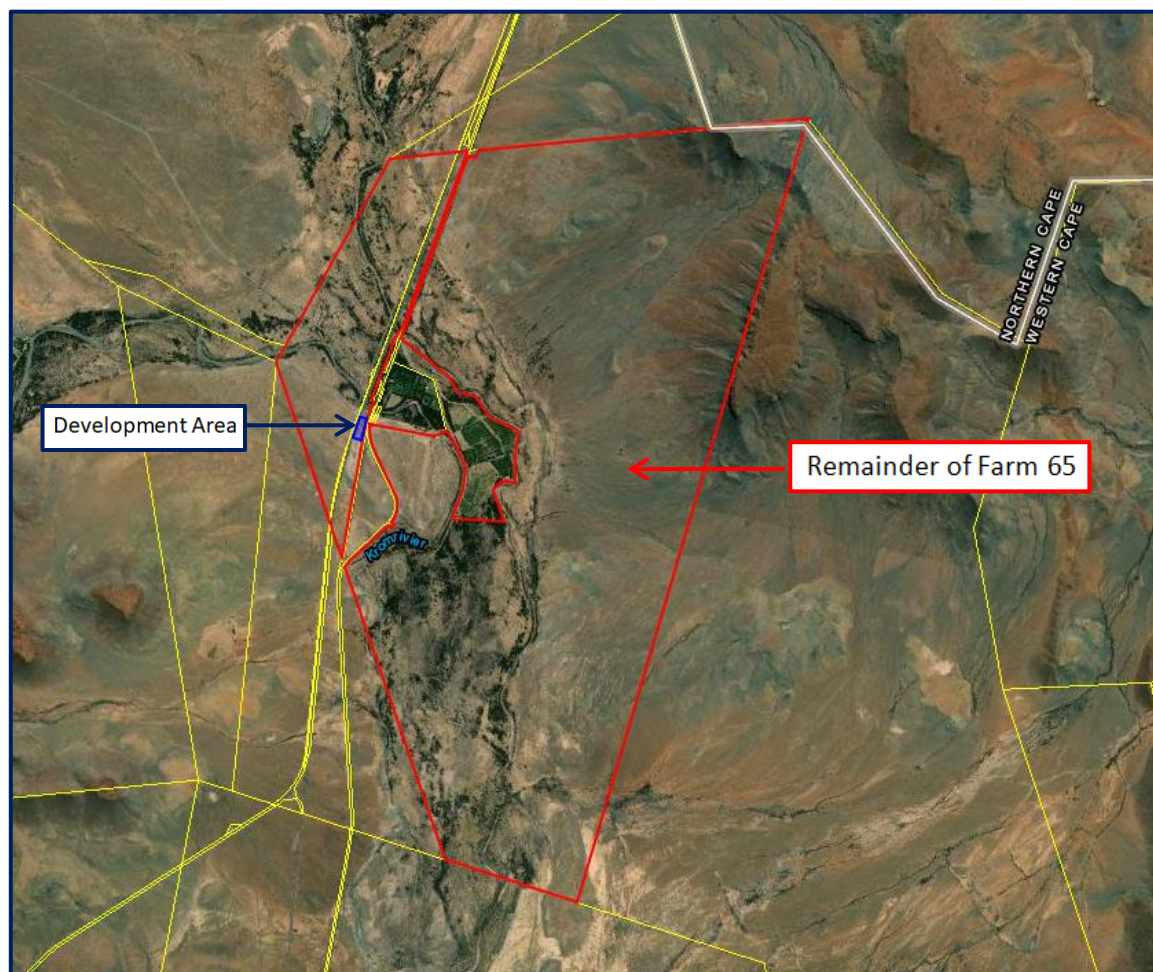 NORTHERN CAPE
WESTERN CAPE
Development Area
Remainder of Farm 65
Kromrivier